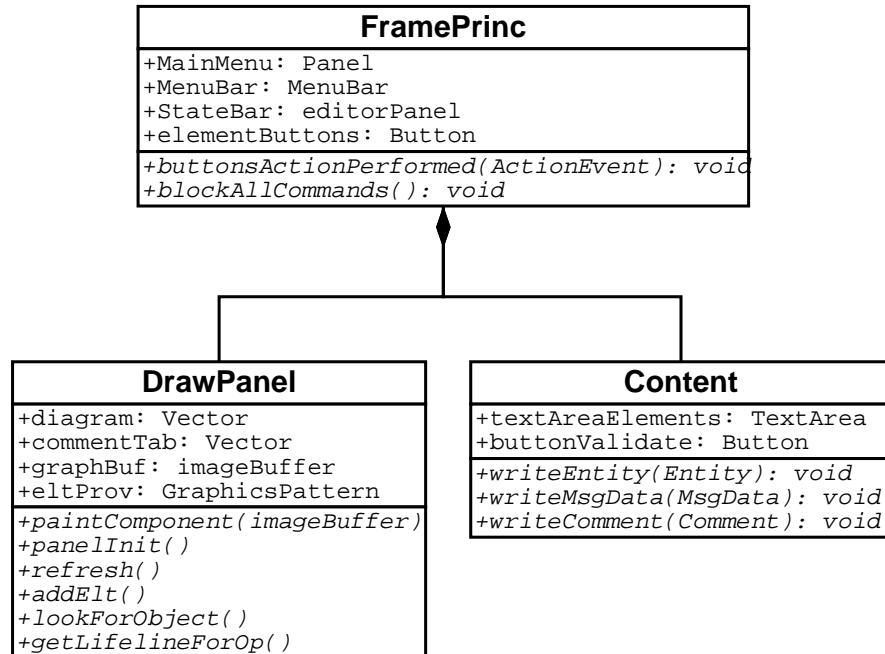 FramePrinc
+MainMenu: Panel
+MenuBar: MenuBar
+StateBar: editorPanel
+elementButtons: Button
+buttonsActionPerformed(ActionEvent): void
+blockAllCommands(): void
DrawPanel
+diagram: Vector
+commentTab: Vector
+graphBuf: imageBuffer
+eltProv: GraphicsPattern
+paintComponent(imageBuffer)
+panelInit()
+refresh()
+addElt()
+lookForObject()
+getLifelineForOp()
Content
+textAreaElements: TextArea
+buttonValidate: Button
+writeEntity(Entity): void
+writeMsgData(MsgData): void
+writeComment(Comment): void